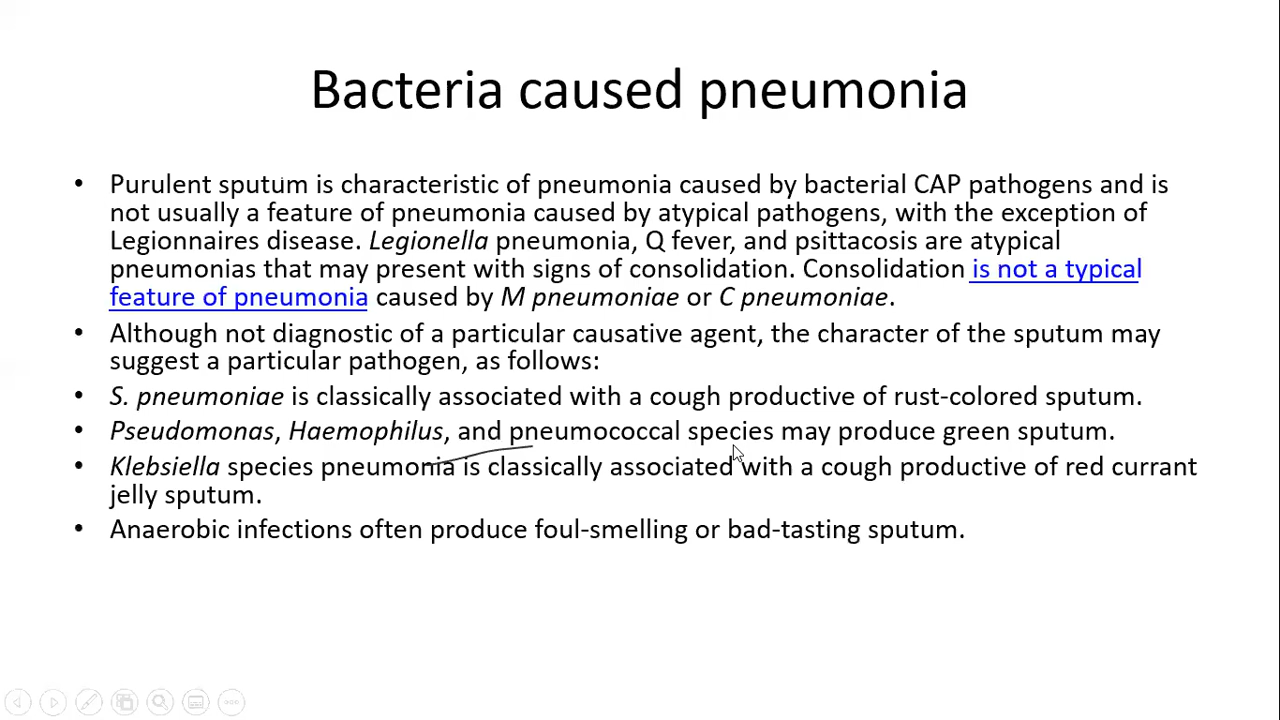 Bacteria caused pneumonia
• Purulent sputum is characteristic of pneumonia caused by bacterial CAP pathogens and is
not usually a feature of pneumonia caused by atypical pathogens, with the exception of
Legionnaires disease. Legionella pneumonia, Q fever, and psittacosis are atypical
pneumonias that may present with signs of consolidation. Consolidation is not a typical
feature of pneumonia caused by M pneumoniae or C pneumoniae.
• Although not diagnostic of a particular causative agent, the character of the sputum may
suggest a particular pathogen, as follows:
• S. pneumoniae is classically associated with a cough productive of rust-colored sputum.
• Pseudomonas, Haemophilus, and pneumococcal species may produce green sputum.
• Klebsiella species pneumonia is classically associated with a cough productive of red currant
jelly sputum.
• Anaerobic infections often produce foul-smelling or bad-tasting sputum.